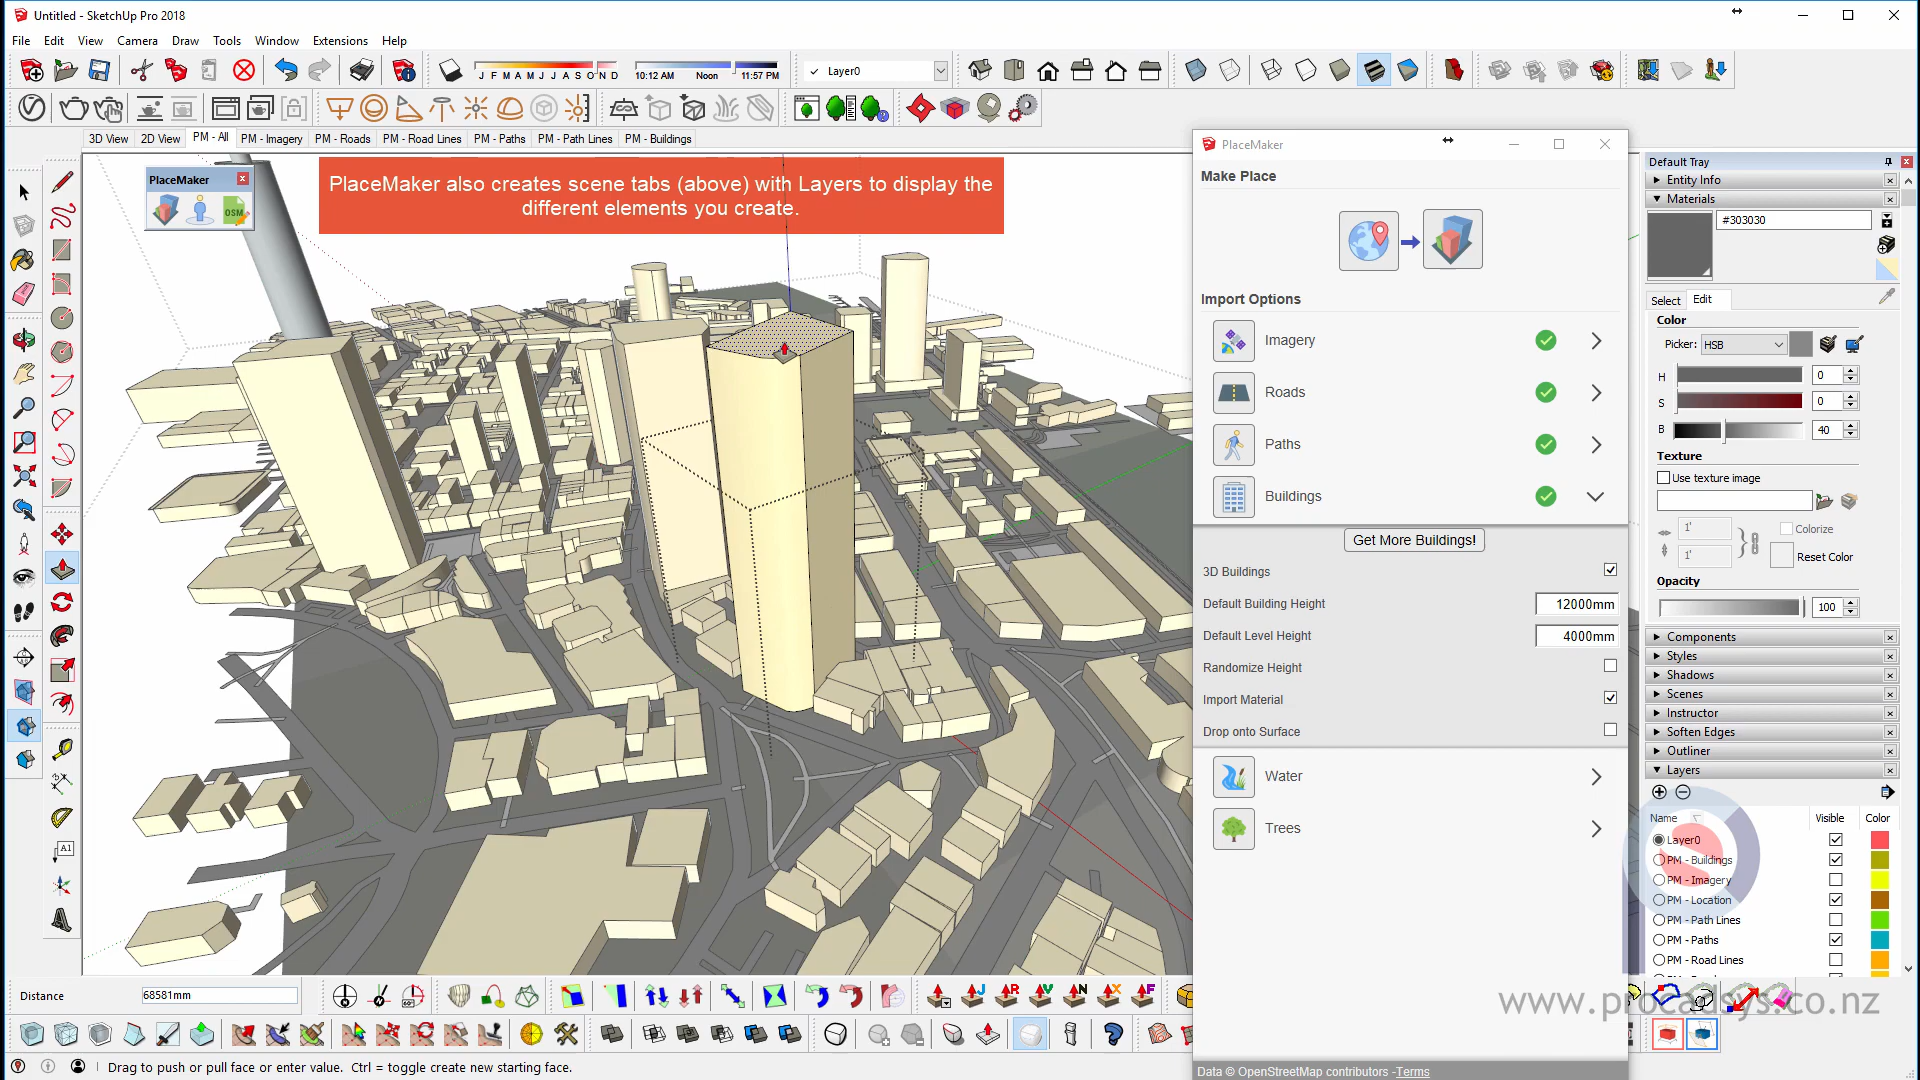 Untitled - SketchUp Pro 2018
File Edit View Camera Draw Tools Window Extensions Help
J F M A M J J A S O N D
10:12 AM Noon 11:57 PM
Layer0
3D View 2D View PM - All PM - Imagery PM - Roads PM - Road Lines PM - Paths PM - Path Lines PM - Buildings
PlaceMaker
OSM
PlaceMaker also creates scene tabs (above) with Layers to display the
different elements you create.
PlaceMaker
Make Place
Import Options
Imagery
Roads
Paths
Buildings
Get More Buildings!
3D Buildings
Default Building Height 12000mm
Default Level Height 4000mm
Randomize Height
Import Material
Drop onto Surface
Water
Trees
Data © OpenStreetMap contributors - Terms
Default Tray
Entity Info
Materials
#303030
Select Edit
Color
Picker: HSB
H 0
S 0
B 40
Texture
Use texture image
1' Colorize
1' Reset Color
Opacity
100
Components
Styles
Shadows
Scenes
Instructor
Soften Edges
Outliner
Layers
Name Visible Color
Layer0
PM - Buildings
PM - Imagery
PM - Location
PM - Path Lines
PM - Paths
PM - Road Lines
A1
Distance 68581mm
J R V N X F
www.procadsys.co.nz
Drag to push or pull face or enter value. Ctrl = toggle create new starting face.